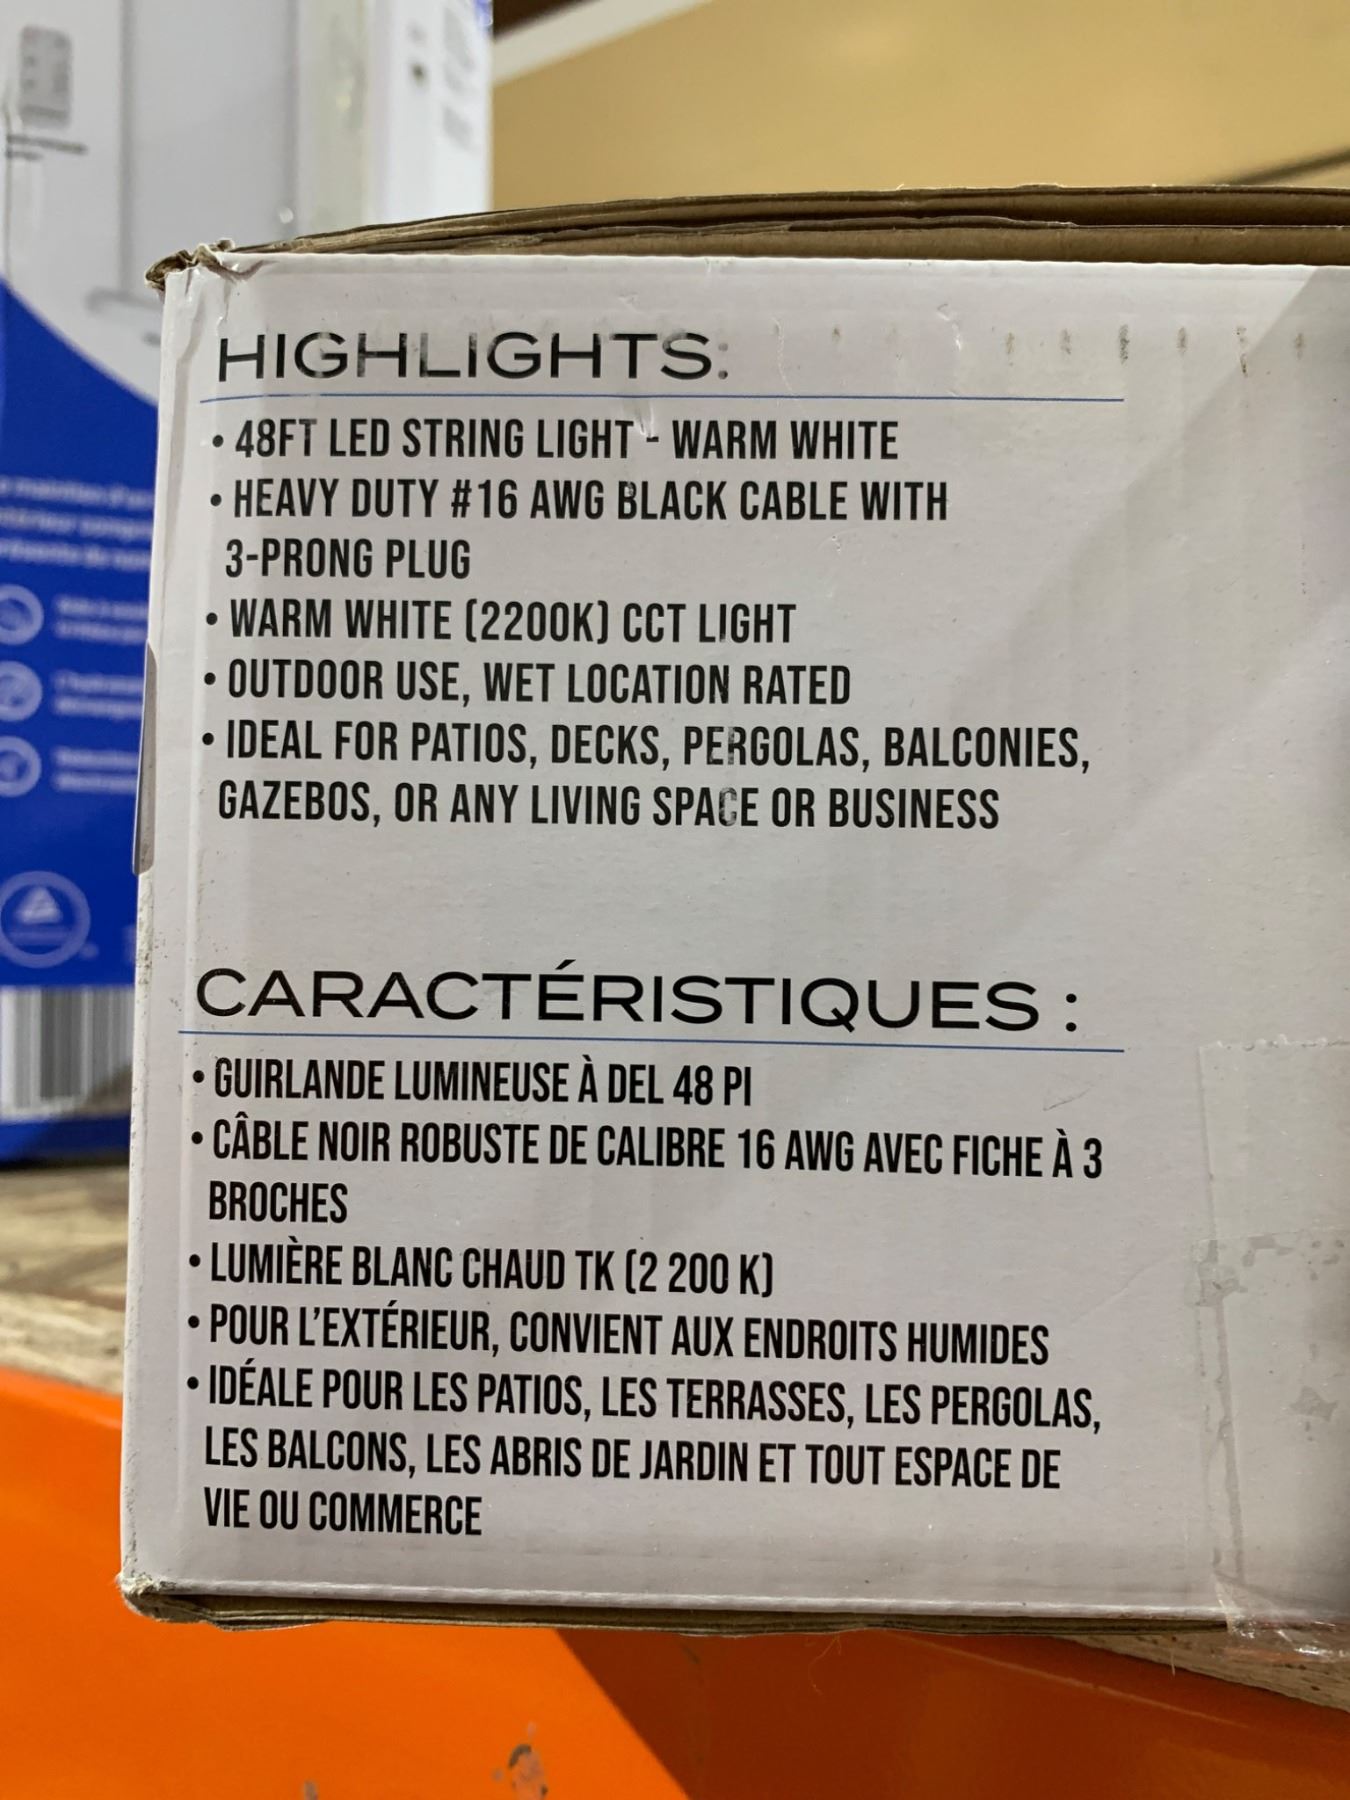 HIGHLIGHTS:
• 48FT LED STRING LIGHT - WARM WHITE
• HEAVY DUTY #16 AWG BLACK CABLE WITH
3-PRONG PLUG
• WARM WHITE (2200K) CCT LIGHT
• OUTDOOR USE, WET LOCATION RATED
• IDEAL FOR PATIOS, DECKS, PERGOLAS, BALCONIES,
GAZEBOS, OR ANY LIVING SPACE OR BUSINESS
CARACTÉRISTIQUES :
• GUIRLANDE LUMINEUSE À DEL 48 PI
• CÂBLE NOIR ROBUSTE DE CALIBRE 16 AWG AVEC FICHE À 3
BROCHES
• LUMIÈRE BLANC CHAUD TK (2 200 K)
• POUR L'EXTÉRIEUR, CONVIENT AUX ENDROITS HUMIDES
• IDÉALE POUR LES PATIOS, LES TERRASSES, LES PERGOLAS,
LES BALCONS, LES ABRIS DE JARDIN ET TOUT ESPACE DE
VIE OU COMMERCE